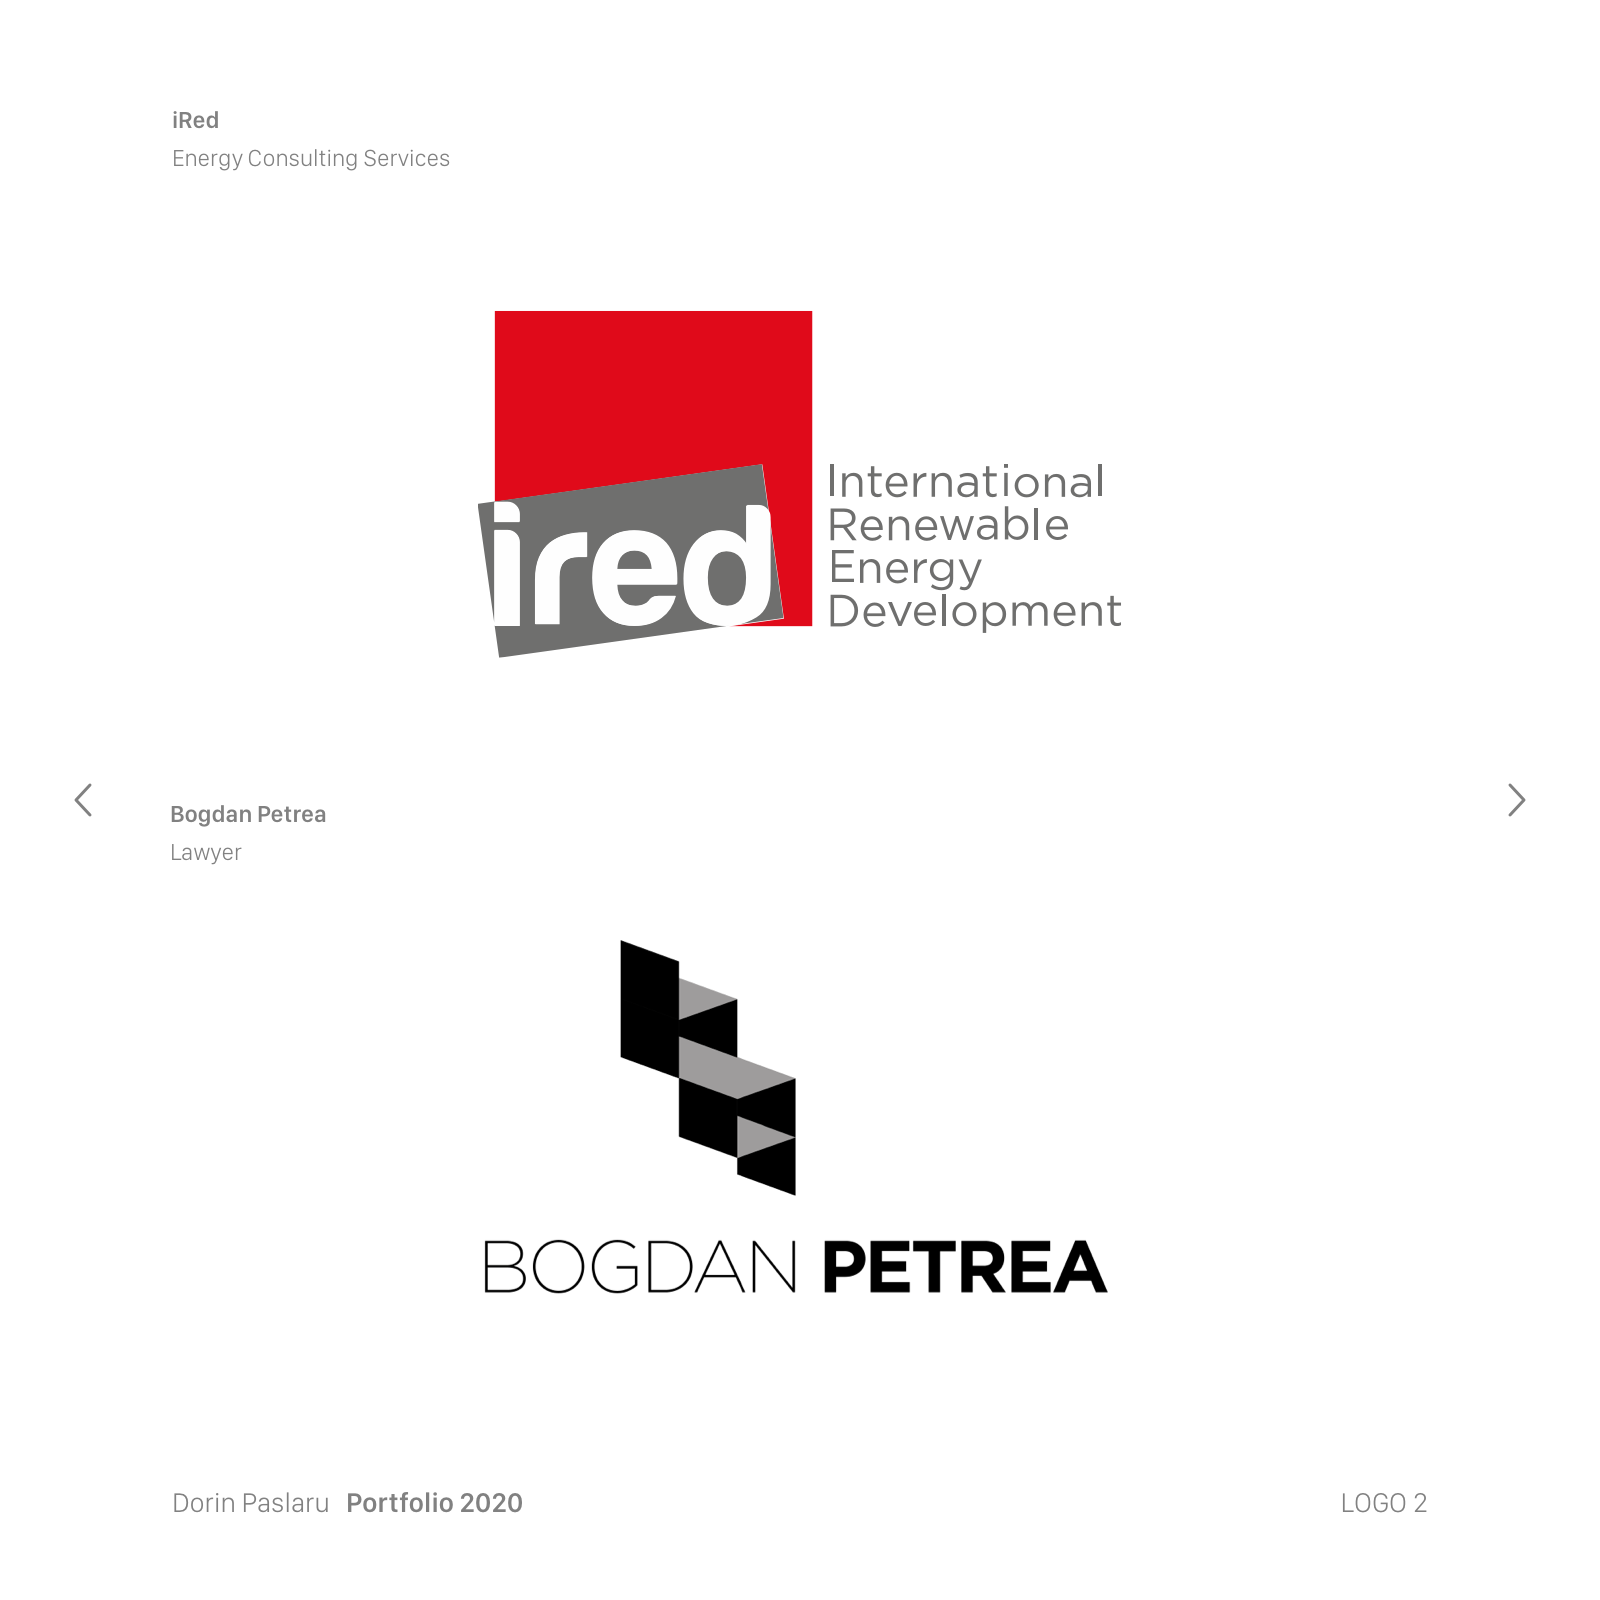 iRed
Energy Consulting Services
ired
International
Renewable
Energy
Development
Bogdan Petrea
Lawyer
BOGDAN PETREA
Dorin Paslaru Portfolio 2020
LOGO 2